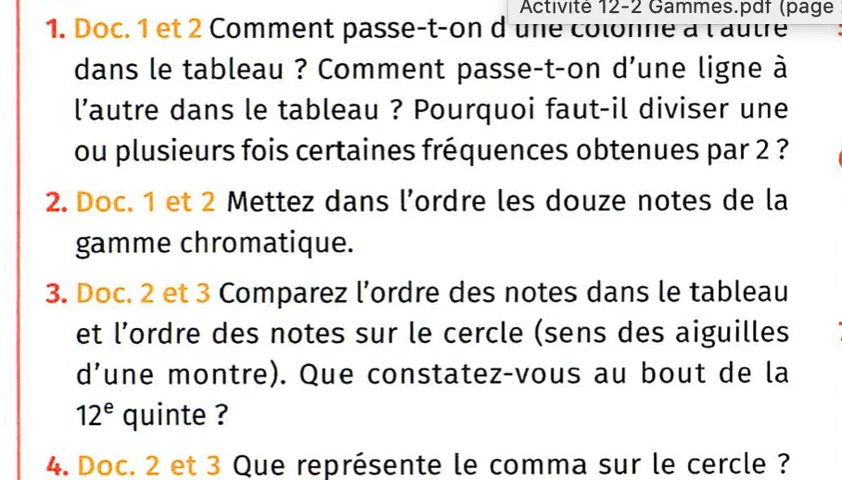 Activité 12-2 Gammes.pdf (page
1. Doc. 1 et 2 Comment passe-t-on d'une colonne à l'autre
dans le tableau ? Comment passe-t-on d'une ligne à
l'autre dans le tableau ? Pourquoi faut-il diviser une
ou plusieurs fois certaines fréquences obtenues par 2 ?
2. Doc. 1 et 2 Mettez dans l'ordre les douze notes de la
gamme chromatique.
3. Doc. 2 et 3 Comparez l'ordre des notes dans le tableau
et l'ordre des notes sur le cercle (sens des aiguilles
d'une montre). Que constatez-vous au bout de la
12e quinte ?
4. Doc. 2 et 3 Que représente le comma sur le cercle ?